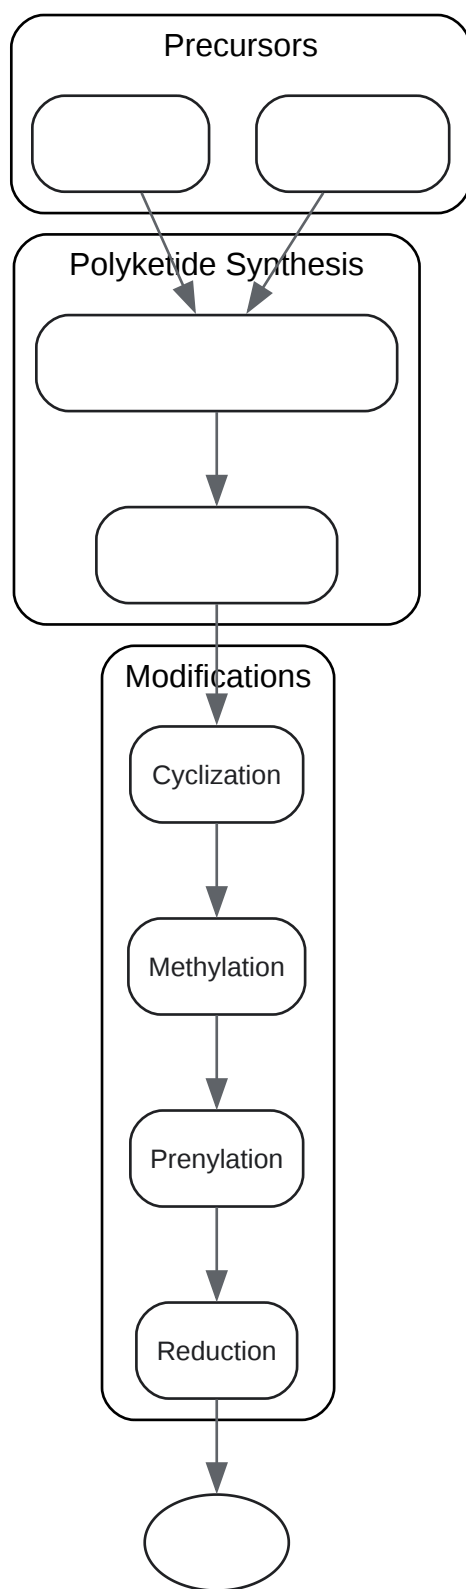 Precursors
Polyketide Synthesis
Modifications
Cyclization
Methylation
Prenylation
Reduction